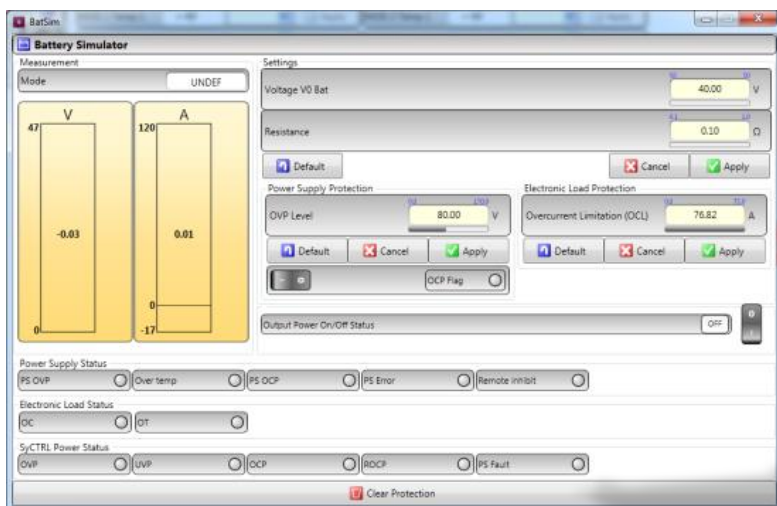 BatSim
Battery Simulator
Measurement
Mode UNDEF
V
47
-0.03
0
A
120
0.01
0
-17
Settings
Voltage V0 Bat 40.00 V
Resistance 0.10 Ω
Default Cancel Apply
Power Supply Protection
OVP Level 80.00 V
Default Cancel Apply
OCP Flag
Electronic Load Protection
Overcurrent Limitation (OCL) 76.82 A
Default Cancel Apply
Output Power On/Off Status OFF
Power Supply Status
PS OVP Over temp PS OCP PS Error Remote inhibit
Electronic Load Status
OC OT
SyCTRL Power Status
OVP UVP OCP ROCP PS Fault
Clear Protection